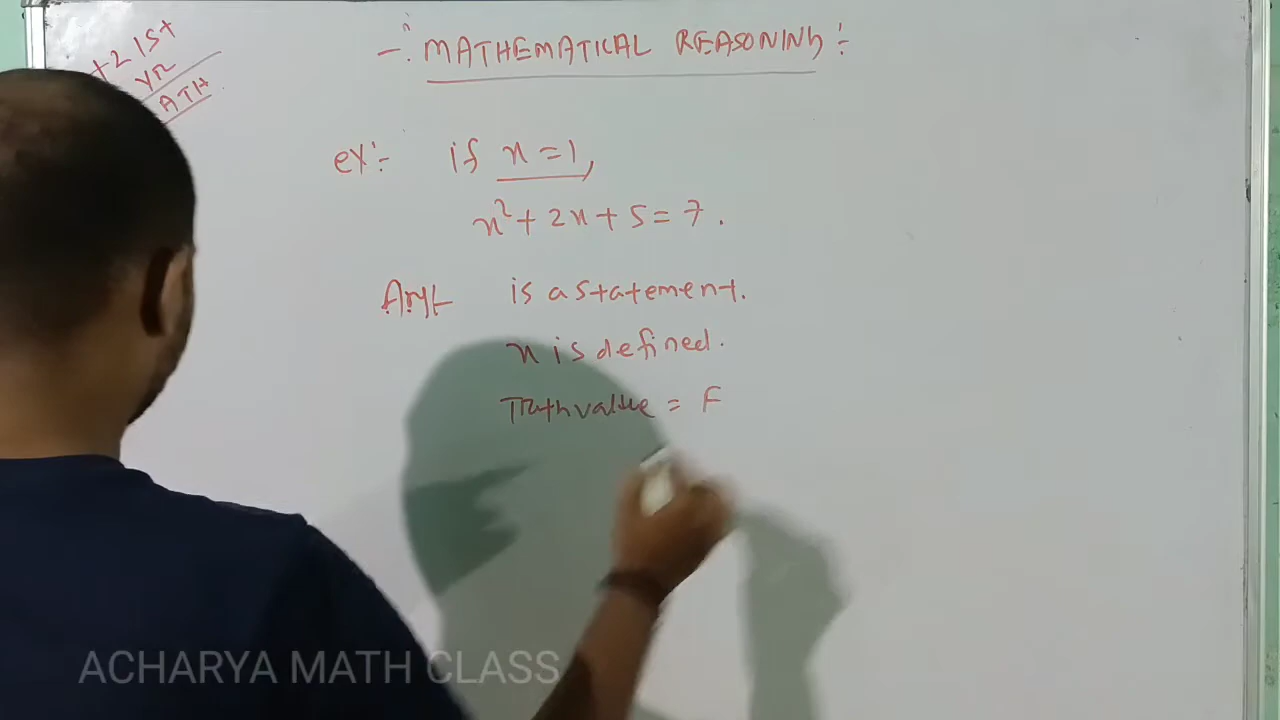 +2 1st
yr
ATH
-: MATHEMATICAL REASONING :-
ex:- if x = 1,
x² + 2x + 5 = 7.
Ans:- is a statement.
x is defined.
Truth value = F
ACHARYA MATH CLASS